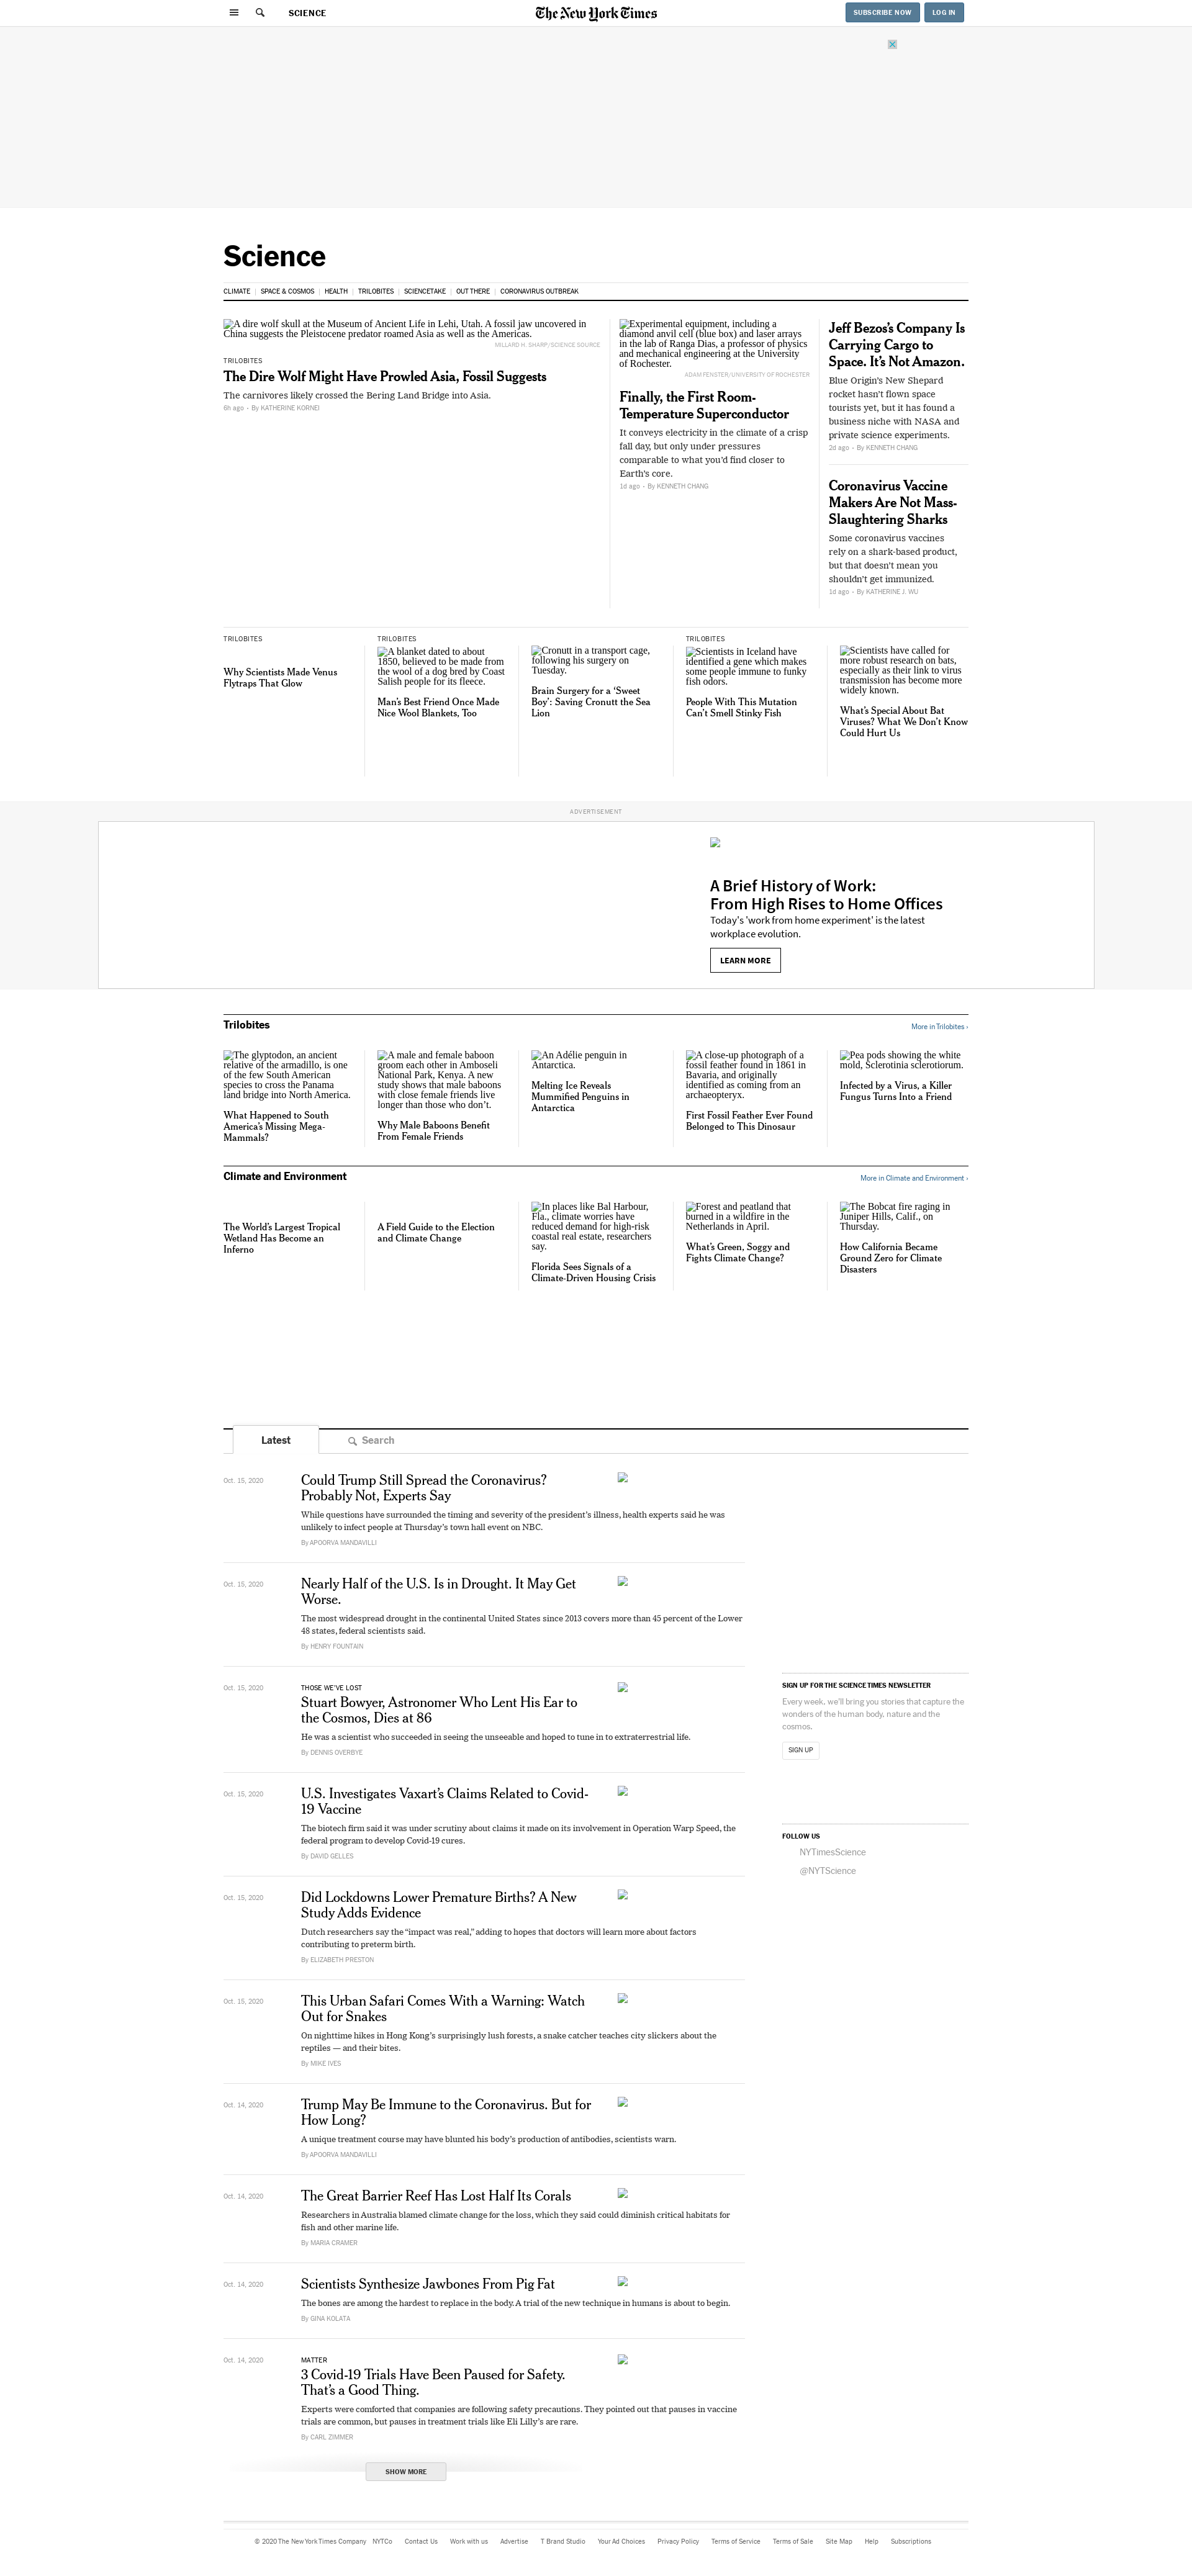 SCIENCE
The New York Times
SUBSCRIBE NOW
LOG IN
Science
CLIMATE | SPACE & COSMOS | HEALTH | TRILOBITES | SCIENCETAKE | OUT THERE | CORONAVIRUS OUTBREAK
A dire wolf skull at the Museum of Ancient Life in Lehi, Utah. A fossil jaw uncovered in
China suggests the Pleistocene predator roamed Asia as well as the Americas.
MILLARD H. SHARP/SCIENCE SOURCE
TRILOBITES
The Dire Wolf Might Have Prowled Asia, Fossil Suggests
The carnivores likely crossed the Bering Land Bridge into Asia.
6h ago - By KATHERINE KORNEI
Experimental equipment, including a
diamond anvil cell (blue box) and laser arrays
in the lab of Ranga Dias, a professor of physics
and mechanical engineering at the University
of Rochester.
ADAM FENSTER/UNIVERSITY OF ROCHESTER
Finally, the First Room-
Temperature Superconductor
It conveys electricity in the climate of a crisp
fall day, but only under pressures
comparable to what you'd find closer to
Earth's core.
1d ago - By KENNETH CHANG
Jeff Bezos's Company Is
Carrying Cargo to
Space. It's Not Amazon.
Blue Origin's New Shepard
rocket hasn't flown space
tourists yet, but it has found a
business niche with NASA and
private science experiments.
2d ago - By KENNETH CHANG
Coronavirus Vaccine
Makers Are Not Mass-
Slaughtering Sharks
Some coronavirus vaccines
rely on a shark-based product,
but that doesn't mean you
shouldn't get immunized.
1d ago - By KATHERINE J. WU
TRILOBITES
Why Scientists Made Venus
Flytraps That Glow
TRILOBITES
A blanket dated to about
1850, believed to be made from
the wool of a dog bred by Coast
Salish people for its fleece.
Man's Best Friend Once Made
Nice Wool Blankets, Too
Cronutt in a transport cage,
following his surgery on
Tuesday.
Brain Surgery for a 'Sweet
Boy': Saving Cronutt the Sea
Lion
TRILOBITES
Scientists in Iceland have
identified a gene which makes
some people immune to funky
fish odors.
People With This Mutation
Can't Smell Stinky Fish
Scientists have called for
more robust research on bats,
especially as their link to virus
transmission has become more
widely known.
What's Special About Bat
Viruses? What We Don't Know
Could Hurt Us
ADVERTISEMENT
A Brief History of Work:
From High Rises to Home Offices
Today's 'work from home experiment' is the latest
workplace evolution.
LEARN MORE
Trilobites
More in Trilobites ›
The glyptodon, an ancient
relative of the armadillo, is one
of the few South American
species to cross the Panama
land bridge into North America.
What Happened to South
America's Missing Mega-
Mammals?
A male and female baboon
groom each other in Amboseli
National Park, Kenya. A new
study shows that male baboons
with close female friends live
longer than those who don't.
Why Male Baboons Benefit
From Female Friends
An Adélie penguin in
Antarctica.
Melting Ice Reveals
Mummified Penguins in
Antarctica
A close-up photograph of a
fossil feather found in 1861 in
Bavaria, and originally
identified as coming from an
archaeopteryx.
First Fossil Feather Ever Found
Belonged to This Dinosaur
Pea pods showing the white
mold, Sclerotinia sclerotiorum.
Infected by a Virus, a Killer
Fungus Turns Into a Friend
Climate and Environment
More in Climate and Environment ›
The World's Largest Tropical
Wetland Has Become an
Inferno
A Field Guide to the Election
and Climate Change
In places like Bal Harbour,
Fla., climate worries have
reduced demand for high-risk
coastal real estate, researchers
say.
Florida Sees Signals of a
Climate-Driven Housing Crisis
Forest and peatland that
burned in a wildfire in the
Netherlands in April.
What's Green, Soggy and
Fights Climate Change?
The Bobcat fire raging in
Juniper Hills, Calif., on
Thursday.
How California Became
Ground Zero for Climate
Disasters
Latest
Search
Oct. 15, 2020
Could Trump Still Spread the Coronavirus?
Probably Not, Experts Say
While questions have surrounded the timing and severity of the president's illness, health experts said he was
unlikely to infect people at Thursday's town hall event on NBC.
By APOORVA MANDAVILLI
Oct. 15, 2020
Nearly Half of the U.S. Is in Drought. It May Get
Worse.
The most widespread drought in the continental United States since 2013 covers more than 45 percent of the Lower
48 states, federal scientists said.
By HENRY FOUNTAIN
Oct. 15, 2020
THOSE WE'VE LOST
Stuart Bowyer, Astronomer Who Lent His Ear to
the Cosmos, Dies at 86
He was a scientist who succeeded in seeing the unseeable and hoped to tune in to extraterrestrial life.
By DENNIS OVERBYE
Oct. 15, 2020
U.S. Investigates Vaxart's Claims Related to Covid-
19 Vaccine
The biotech firm said it was under scrutiny about claims it made on its involvement in Operation Warp Speed, the
federal program to develop Covid-19 cures.
By DAVID GELLES
Oct. 15, 2020
Did Lockdowns Lower Premature Births? A New
Study Adds Evidence
Dutch researchers say the "impact was real," adding to hopes that doctors will learn more about factors
contributing to preterm birth.
By ELIZABETH PRESTON
Oct. 15, 2020
This Urban Safari Comes With a Warning: Watch
Out for Snakes
On nighttime hikes in Hong Kong's surprisingly lush forests, a snake catcher teaches city slickers about the
reptiles — and their bites.
By MIKE IVES
Oct. 14, 2020
Trump May Be Immune to the Coronavirus. But for
How Long?
A unique treatment course may have blunted his body's production of antibodies, scientists warn.
By APOORVA MANDAVILLI
Oct. 14, 2020
The Great Barrier Reef Has Lost Half Its Corals
Researchers in Australia blamed climate change for the loss, which they said could diminish critical habitats for
fish and other marine life.
By MARIA CRAMER
Oct. 14, 2020
Scientists Synthesize Jawbones From Pig Fat
The bones are among the hardest to replace in the body. A trial of the new technique in humans is about to begin.
By GINA KOLATA
Oct. 14, 2020
MATTER
3 Covid-19 Trials Have Been Paused for Safety.
That's a Good Thing.
Experts were comforted that companies are following safety precautions. They pointed out that pauses in vaccine
trials are common, but pauses in treatment trials like Eli Lilly's are rare.
By CARL ZIMMER
SHOW MORE
SIGN UP FOR THE SCIENCE TIMES NEWSLETTER
Every week, we'll bring you stories that capture the
wonders of the human body, nature and the
cosmos.
SIGN UP
FOLLOW US
NYTimesScience
@NYTScience
© 2020 The New York Times Company NYTCo Contact Us Work with us Advertise T Brand Studio Your Ad Choices Privacy Policy Terms of Service Terms of Sale Site Map Help Subscriptions